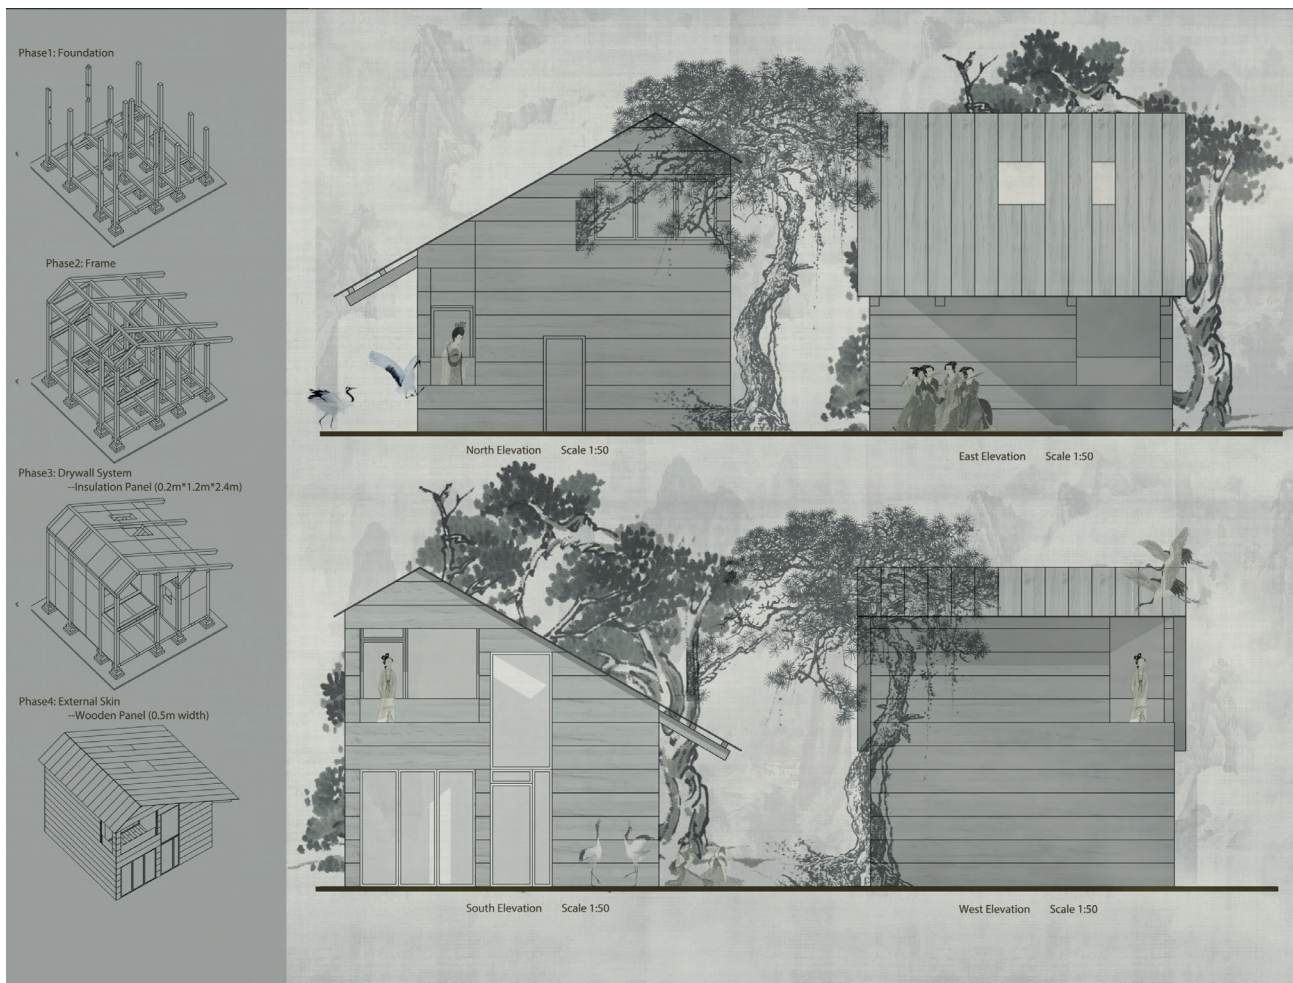 Phase1: Foundation
Phase2: Frame
Phase3: Drywall System
--Insulation Panel (0.2m*1.2m*2.4m)
Phase4: External Skin
--Wooden Panel (0.5m width)
North Elevation Scale 1:50
East Elevation Scale 1:50
South Elevation Scale 1:50
West Elevation Scale 1:50